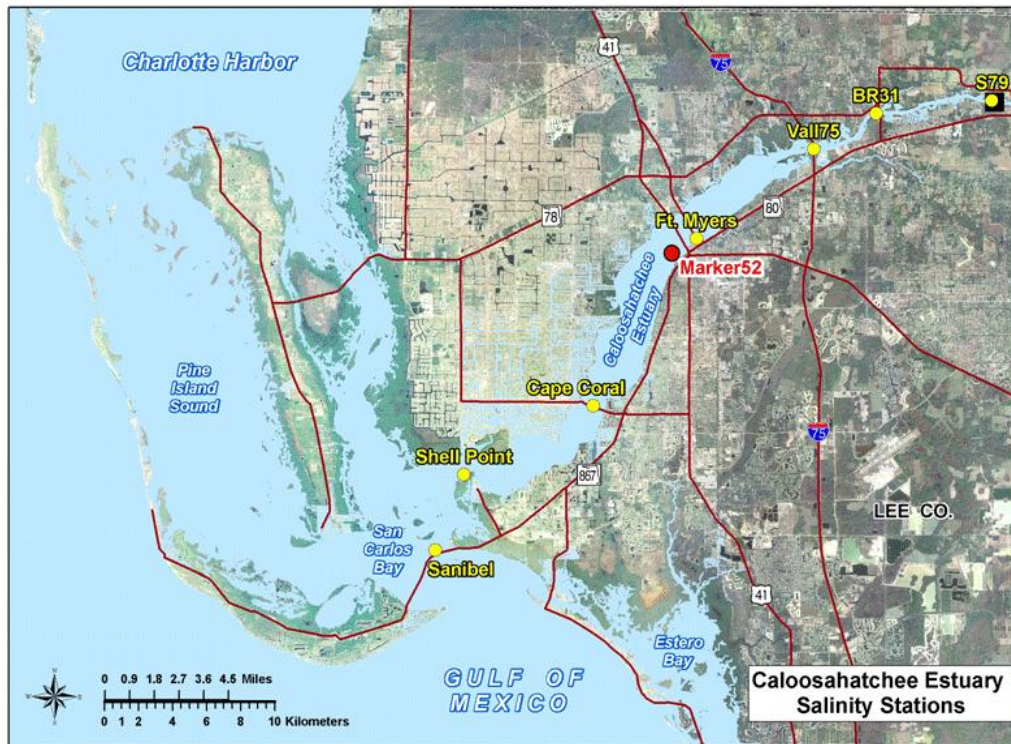 Charlotte Harbor
41
75
BR31
S79
Vall75
Ft. Myers
80
78
Marker52
Caloosahatchee
Estuary
Pine
Island
Sound
Cape Coral
75
Shell Point
867
LEE CO.
San
Carlos
Bay
Sanibel
41
Estero
Bay
N
0 0.9 1.8 2.7 3.6 4.5 Miles
0 1 2 4 6 8 10 Kilometers
GULF OF
MEXICO
Caloosahatchee Estuary
Salinity Stations